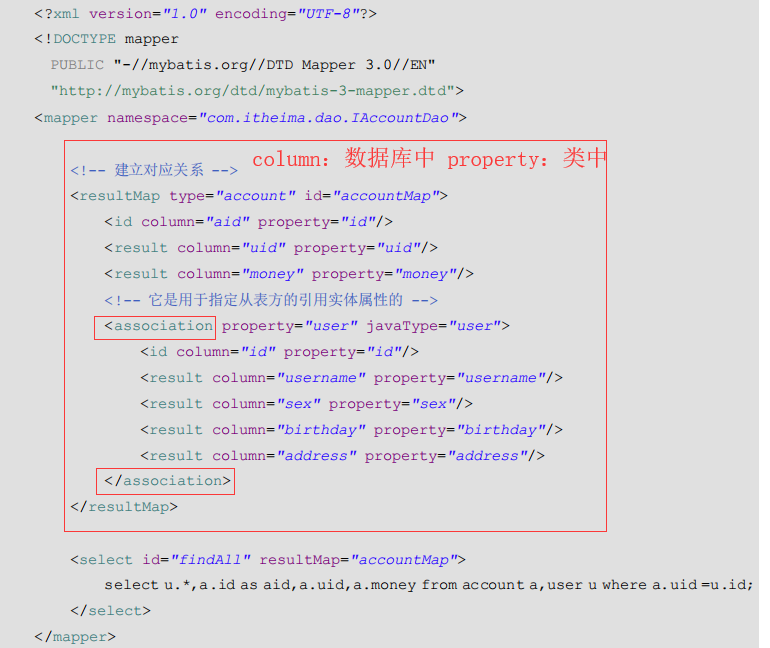 <?xml version="1.0" encoding="UTF-8"?>
<!DOCTYPE mapper
PUBLIC "-//mybatis.org//DTD Mapper 3.0//EN"
"http://mybatis.org/dtd/mybatis-3-mapper.dtd">
<mapper namespace="com.itheima.dao.IAccountDao">
column: 数据库中 property: 类中
<!-- 建立对应关系 -->
<resultMap type="account" id="accountMap">
<id column="aid" property="id"/>
<result column="uid" property="uid"/>
<result column="money" property="money"/>
<!-- 它是用于指定从表方的引用实体属性的 -->
<association property="user" javaType="user">
<id column="id" property="id"/>
<result column="username" property="username"/>
<result column="sex" property="sex"/>
<result column="birthday" property="birthday"/>
<result column="address" property="address"/>
</association>
</resultMap>
<select id="findAll" resultMap="accountMap">
select u.*,a.id as aid,a.uid,a.money from account a,user u where a.uid =u.id;
</select>
</mapper>